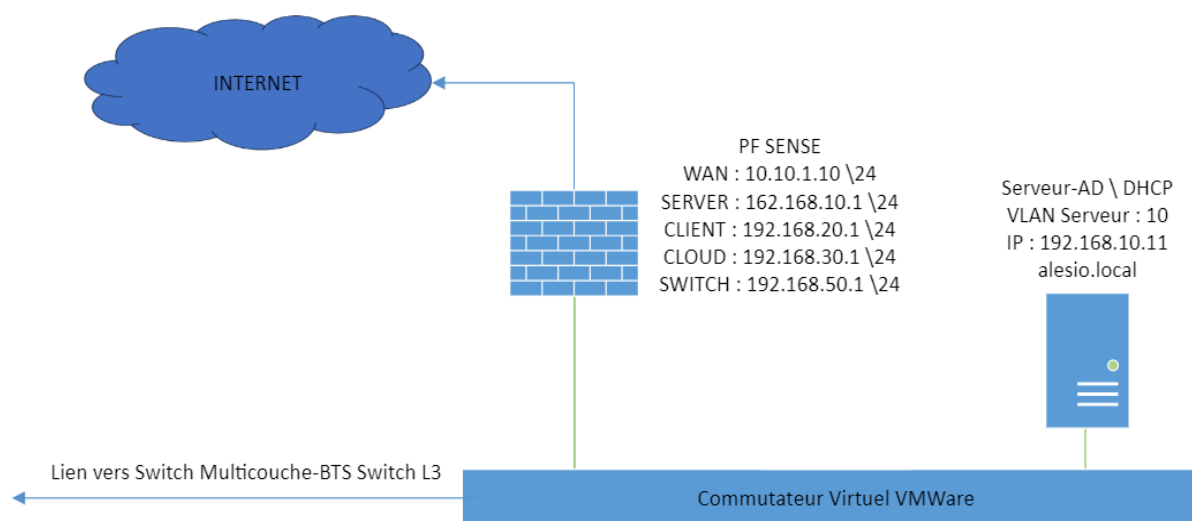 INTERNET
PF SENSE
WAN : 10.10.1.10 \24
SERVER : 162.168.10.1 \24
CLIENT : 192.168.20.1 \24
CLOUD : 192.168.30.1 \24
SWITCH : 192.168.50.1 \24
Serveur-AD \ DHCP
VLAN Serveur : 10
IP : 192.168.10.11
alesio.local
Lien vers Switch Multicouche-BTS Switch L3
Commutateur Virtuel VMWare